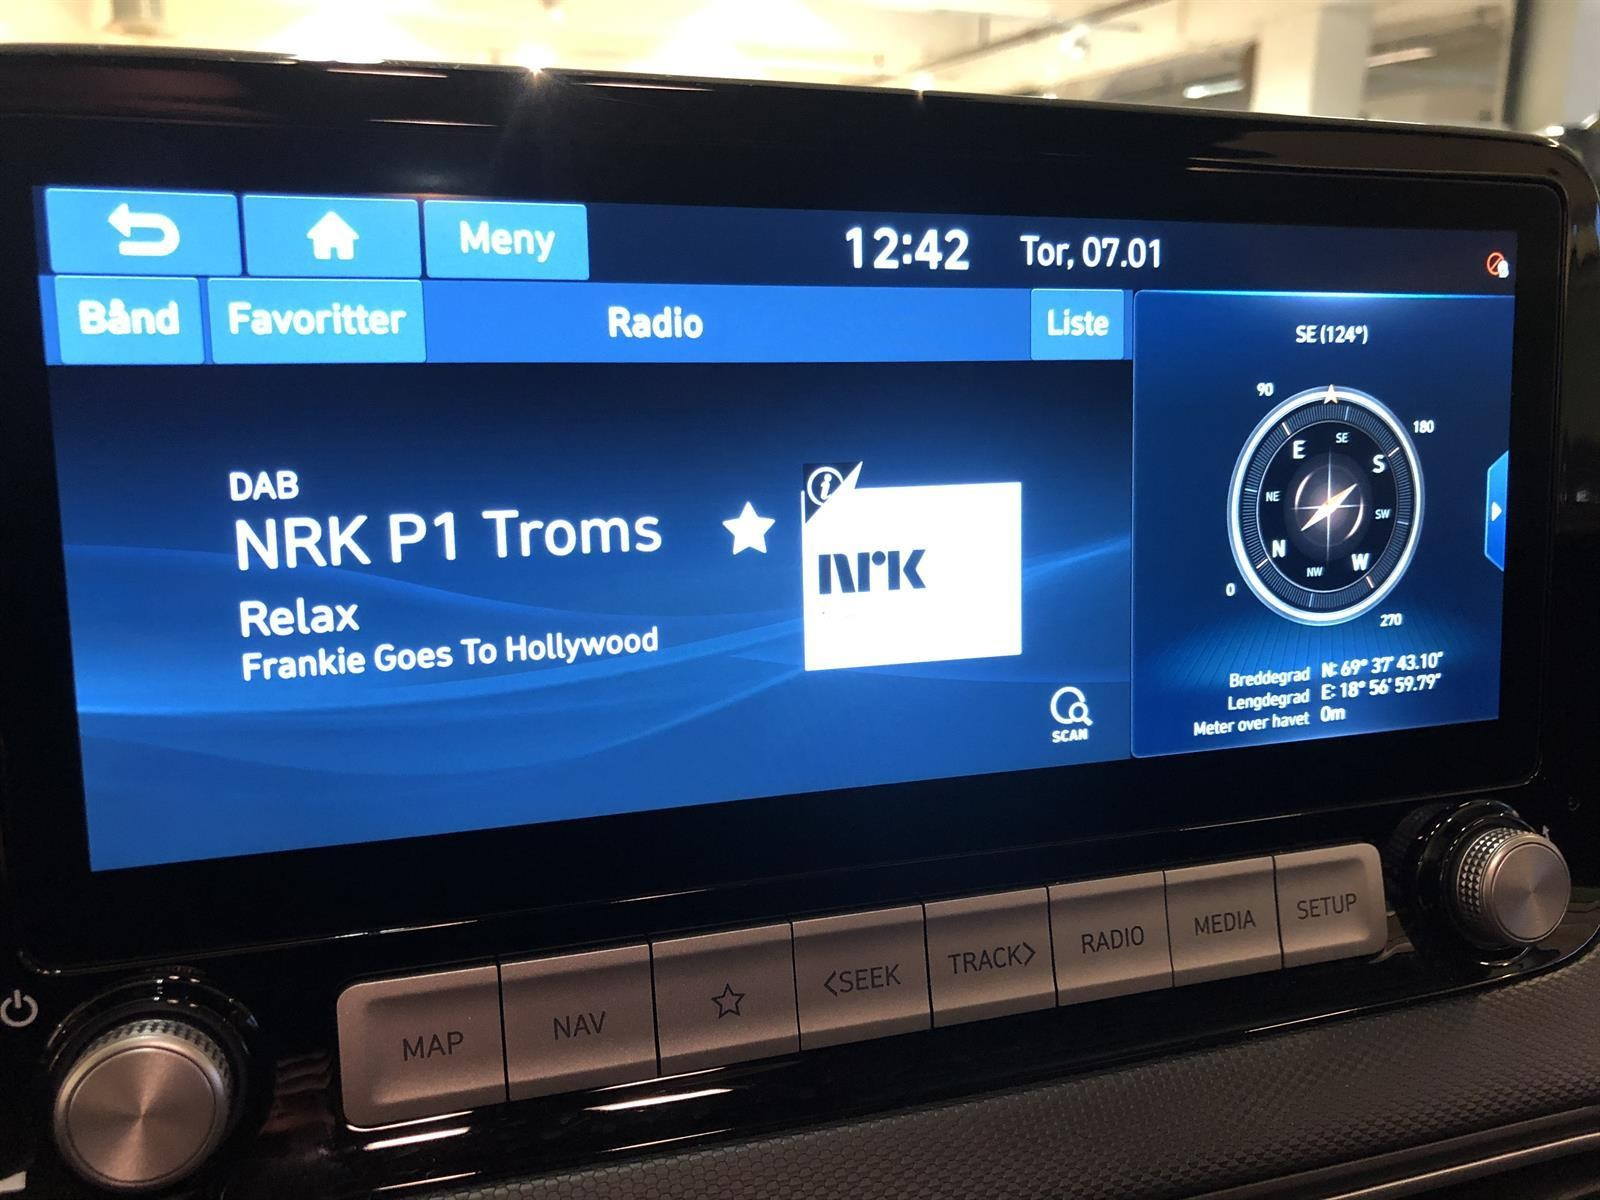 Meny
12:42
Tor, 07.01
Bånd
Favoritter
Radio
Liste
DAB
NRK P1 Troms
Relax
Frankie Goes To Hollywood
i
NRK
SCAN
SE (124°)
90
180
0
270
E
SE
S
NE
SW
N
NW
W
Breddegrad N: 69° 37' 43.10"
Lengdegrad E: 18° 56' 59.79"
Meter over havet 0m
MAP
NAV
<SEEK
TRACK>
RADIO
MEDIA
SETUP